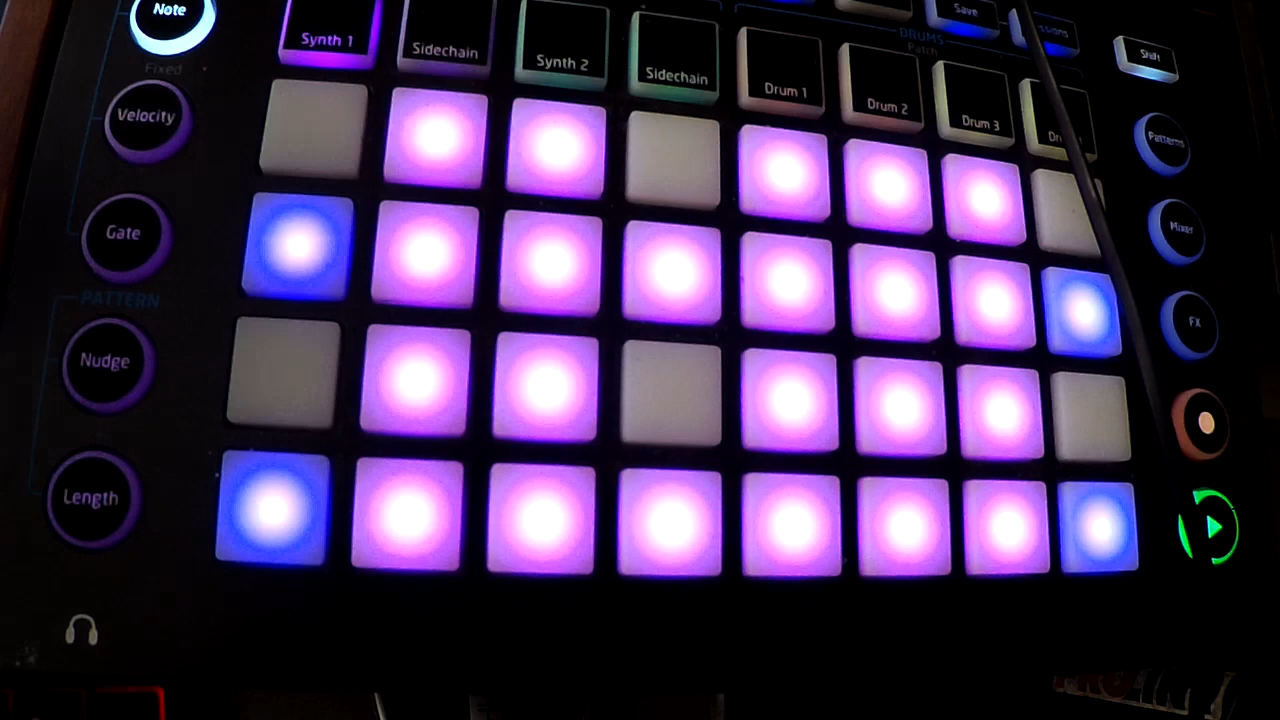 Note
Synth 1
Sidechain
Synth 2
Sidechain
Drum 1
Drum 2
Drum 3
Save
DRUMS
Patch
Shift
Fixed
Velocity
Patterns
Gate
Mixer
PATTERN
FX
Nudge
Length